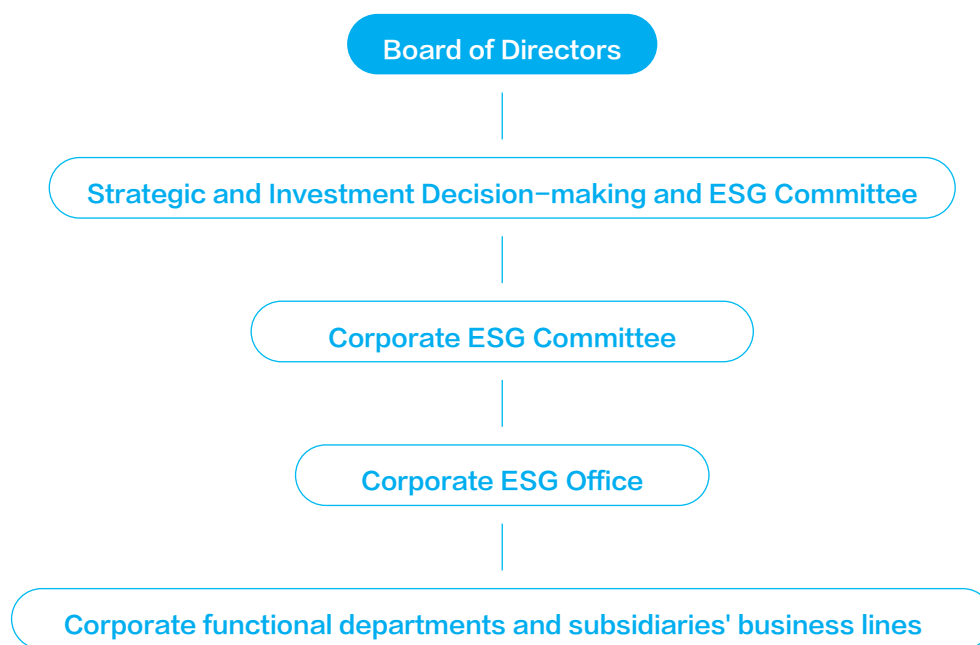 Board of Directors
Strategic and Investment Decision-making and ESG Committee
Corporate ESG Committee
Corporate ESG Office
Corporate functional departments and subsidiaries' business lines